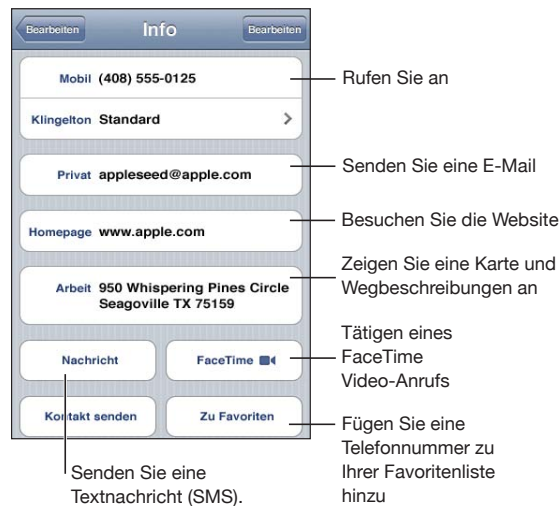 Bearbeiten
Info
Bearbeiten
Mobil (408) 555-0125
Klingelton Standard
Privat appleseed@apple.com
Homepage www.apple.com
Arbeit 950 Whispering Pines Circle
Seagoville TX 75159
Nachricht
FaceTime
Kontakt senden
Zu Favoriten
Rufen Sie an
Senden Sie eine E-Mail
Besuchen Sie die Website
Zeigen Sie eine Karte und
Wegbeschreibungen an
Tätigen eines
FaceTime
Video-Anrufs
Fügen Sie eine
Telefonnummer zu
Ihrer Favoritenliste
hinzu
Senden Sie eine
Textnachricht (SMS).